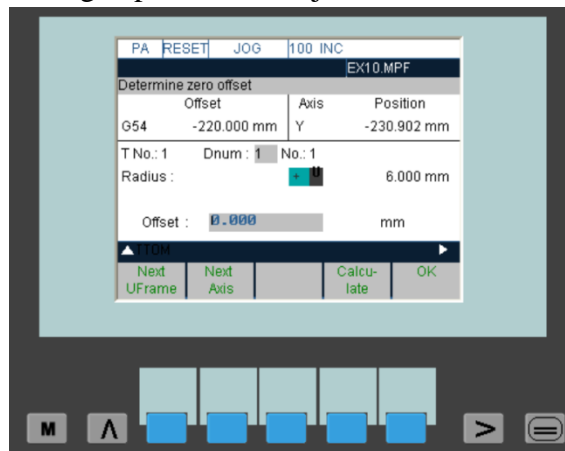 PA RESET JOG 100 INC
EX10.MPF
Determine zero offset
Offset Axis Position
G54 -220.000 mm Y -230.902 mm
T No.: 1 Dnum : 1 No.: 1
Radius : + U 6.000 mm
Offset : 0.000 mm
Next UFrame Next Axis Calcu- late OK
M Λ >